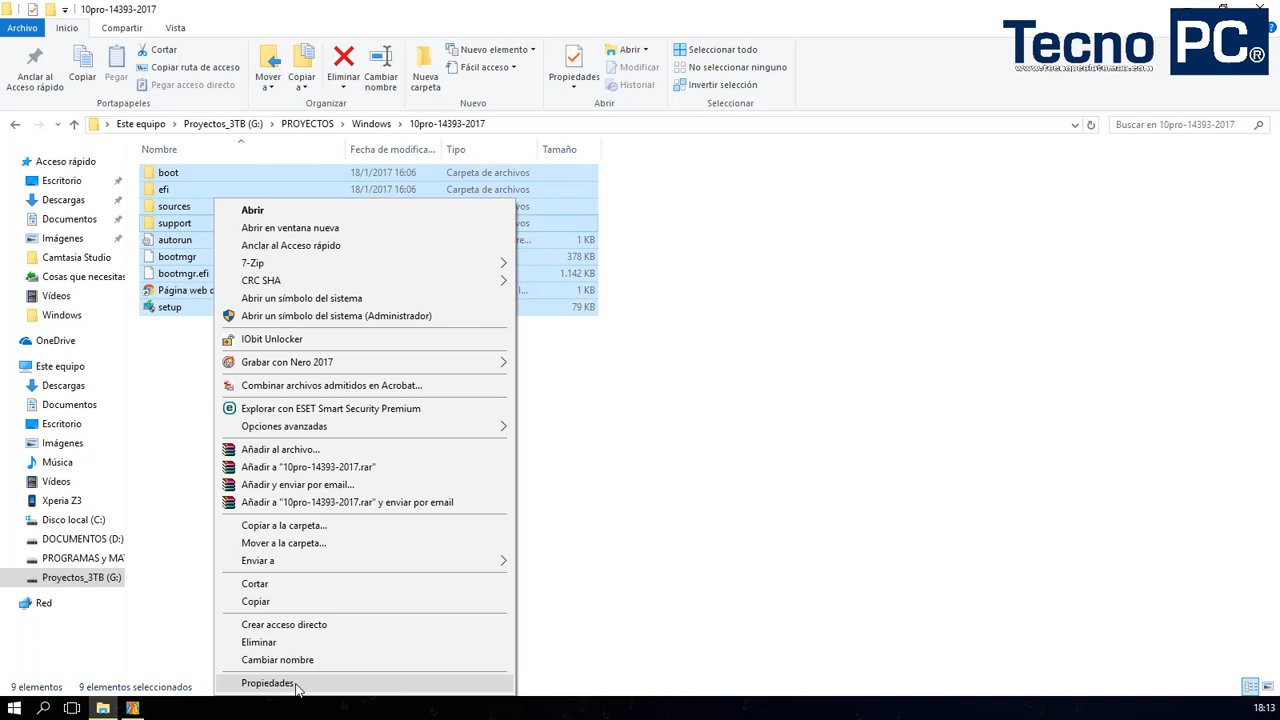 10pro-14393-2017
Archivo Inicio Compartir Vista
Anclar al Acceso rápido
Copiar
Pegar
Cortar
Copiar ruta de acceso
Pegar acceso directo
Portapapeles
Mover a
Copiar a
Eliminar
Cambiar nombre
Organizar
Nueva carpeta
Nuevo elemento
Fácil acceso
Nuevo
Propiedades
Abrir
Modificar
Historial
Abrir
Seleccionar todo
No seleccionar ninguno
Invertir selección
Seleccionar
Tecno PC®
Este equipo Proyectos_3TB (G:) PROYECTOS Windows 10pro-14393-2017
Buscar en 10pro-14393-2017
Nombre Fecha de modifica... Tipo Tamaño
Acceso rápido
Escritorio
Descargas
Documentos
Imágenes
Camtasia Studio
Cosas que necesitas
Vídeos
Windows
OneDrive
Este equipo
Descargas
Documentos
Escritorio
Imágenes
Música
Vídeos
Xperia Z3
Disco local (C:)
DOCUMENTOS (D:)
PROGRAMAS y MA
Proyectos_3TB (G:)
Red
boot 18/1/2017 16:06 Carpeta de archivos
efi 18/1/2017 16:06 Carpeta de archivos
sources vos
support vos
autorun re... 1 KB
bootmgr 378 KB
bootmgr.efi 1.142 KB
Página web d l... 1 KB
setup 79 KB
Abrir
Abrir en ventana nueva
Anclar al Acceso rápido
7-Zip
CRC SHA
Abrir un símbolo del sistema
Abrir un símbolo del sistema (Administrador)
IObit Unlocker
Grabar con Nero 2017
Combinar archivos admitidos en Acrobat...
Explorar con ESET Smart Security Premium
Opciones avanzadas
Añadir al archivo...
Añadir a "10pro-14393-2017.rar"
Añadir y enviar por email...
Añadir a "10pro-14393-2017.rar" y enviar por email
Copiar a la carpeta...
Mover a la carpeta...
Enviar a
Cortar
Copiar
Crear acceso directo
Eliminar
Cambiar nombre
Propiedades
9 elementos 9 elementos seleccionados
18:13